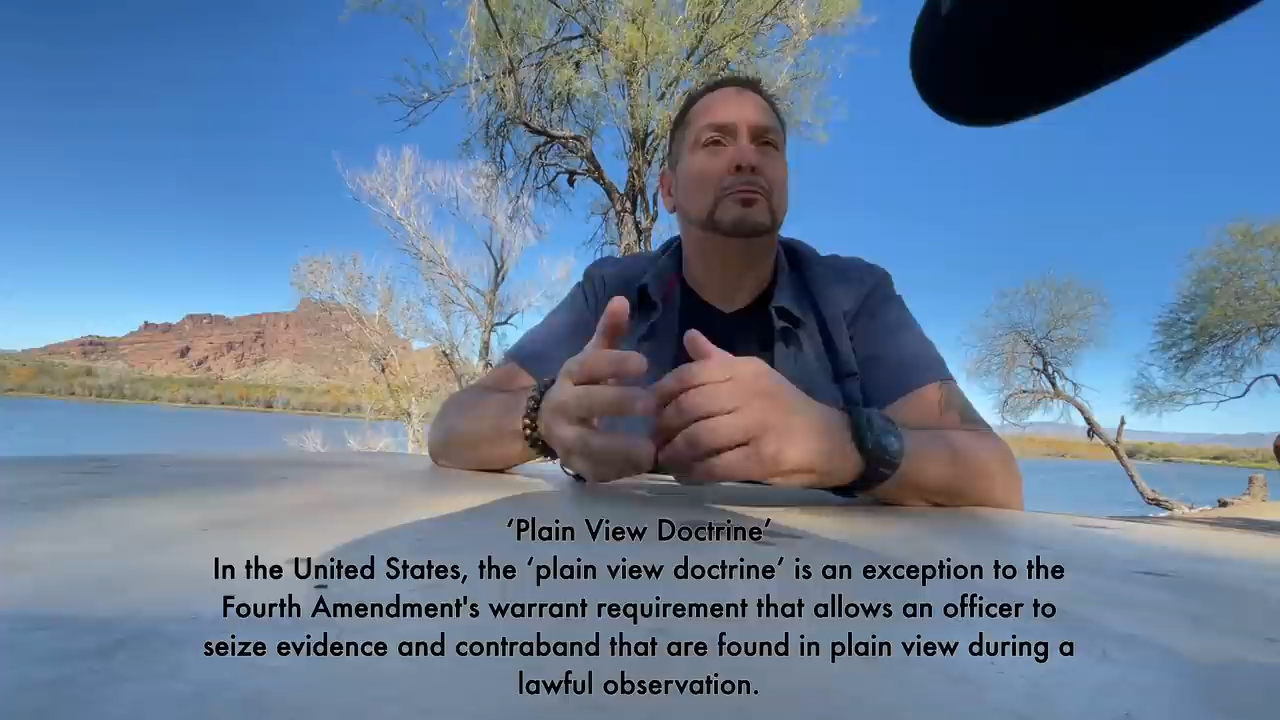 ‘Plain View Doctrine’
In the United States, the ‘plain view doctrine’ is an exception to the
Fourth Amendment's warrant requirement that allows an officer to
seize evidence and contraband that are found in plain view during a
lawful observation.